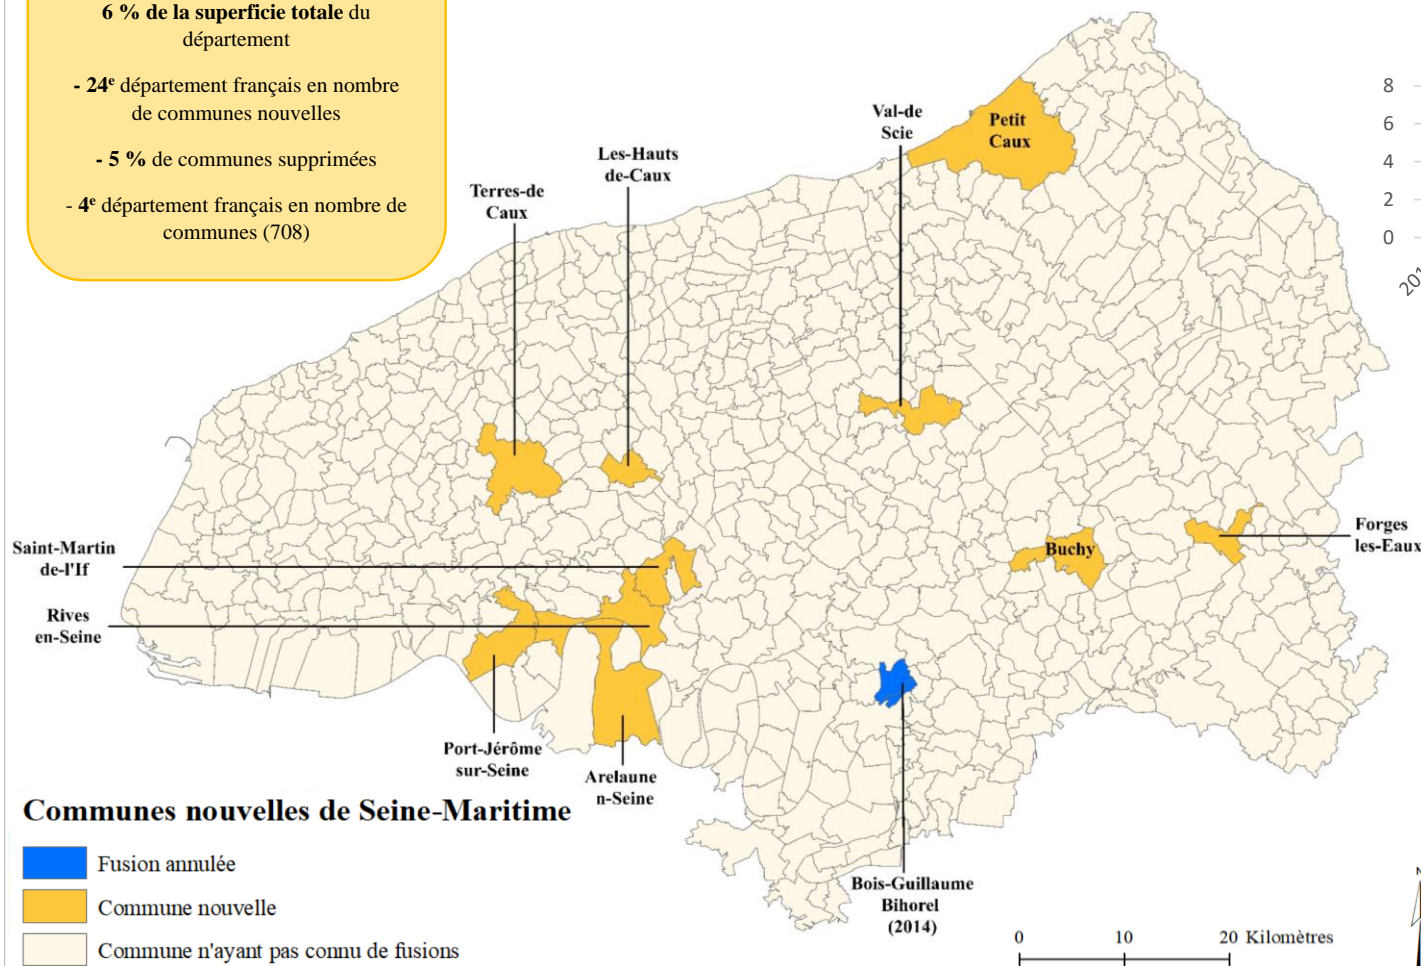 6 % de la superficie totale du
département
- 24e département français en nombre
de communes nouvelles
- 5 % de communes supprimées
- 4e département français en nombre de
communes (708)
8
6
4
2
0
201
Petit
Caux
Val-de
Scie
Les-Hauts
de-Caux
Terres-de
Caux
Saint-Martin
de-l'If
Rives
en-Seine
Buchy
Forges
les-Eaux
Port-Jérôme
sur-Seine
Arelaune
n-Seine
Bois-Guillaume
Bihorel
(2014)
Communes nouvelles de Seine-Maritime
Fusion annulée
Commune nouvelle
Commune n'ayant pas connu de fusions
0 10 20 Kilomètres
N